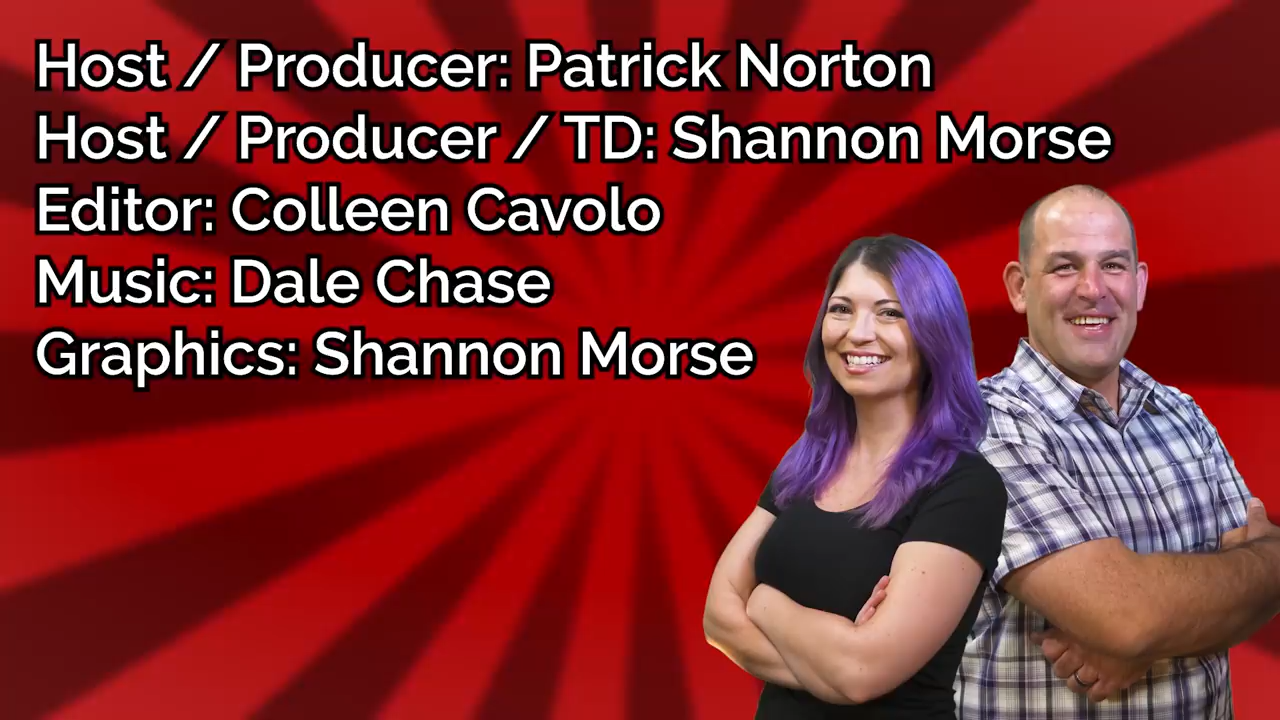 Host / Producer: Patrick Norton
Host / Producer / TD: Shannon Morse
Editor: Colleen Cavolo
Music: Dale Chase
Graphics: Shannon Morse